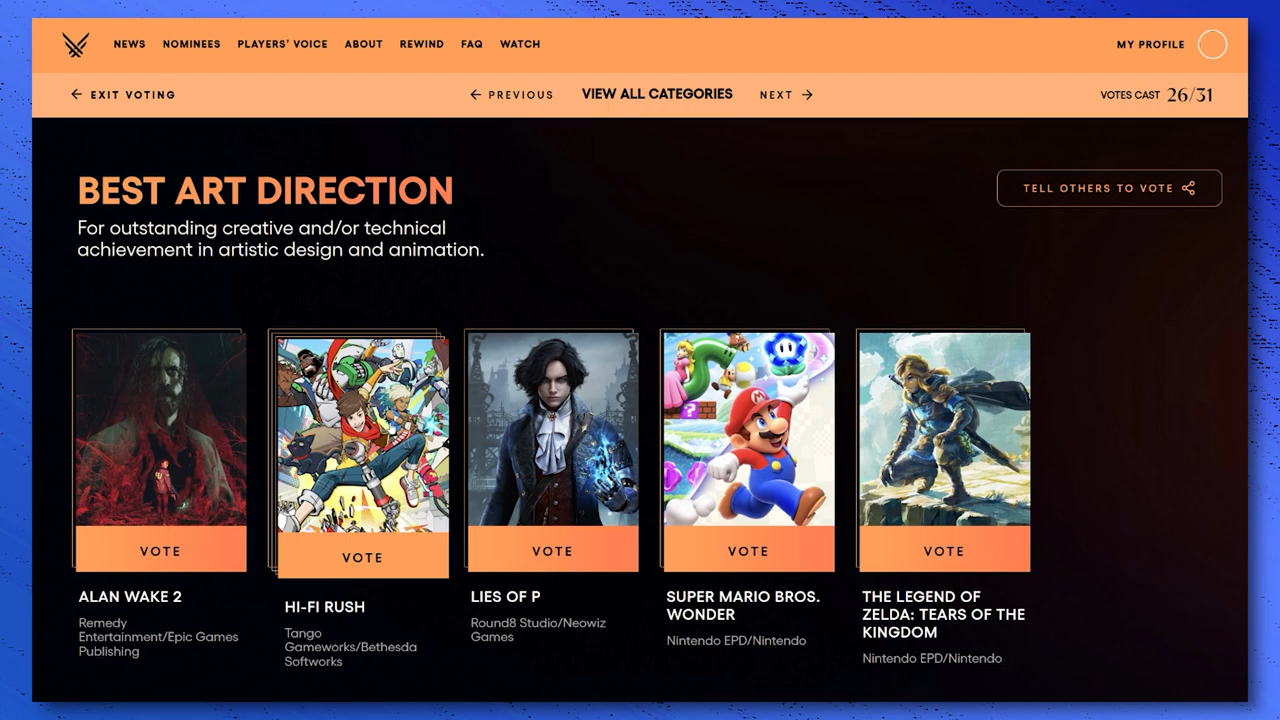 NEWS NOMINEES PLAYERS' VOICE ABOUT REWIND FAQ WATCH MY PROFILE
← EXIT VOTING ← PREVIOUS VIEW ALL CATEGORIES NEXT → VOTES CAST 26/31
BEST ART DIRECTION
TELL OTHERS TO VOTE
For outstanding creative and/or technical
achievement in artistic design and animation.
VOTE
ALAN WAKE 2
Remedy
Entertainment/Epic Games
Publishing
VOTE
HI-FI RUSH
Tango
Gameworks/Bethesda
Softworks
VOTE
LIES OF P
Round8 Studio/Neowiz
Games
VOTE
SUPER MARIO BROS.
WONDER
Nintendo EPD/Nintendo
VOTE
THE LEGEND OF
ZELDA: TEARS OF THE
KINGDOM
Nintendo EPD/Nintendo